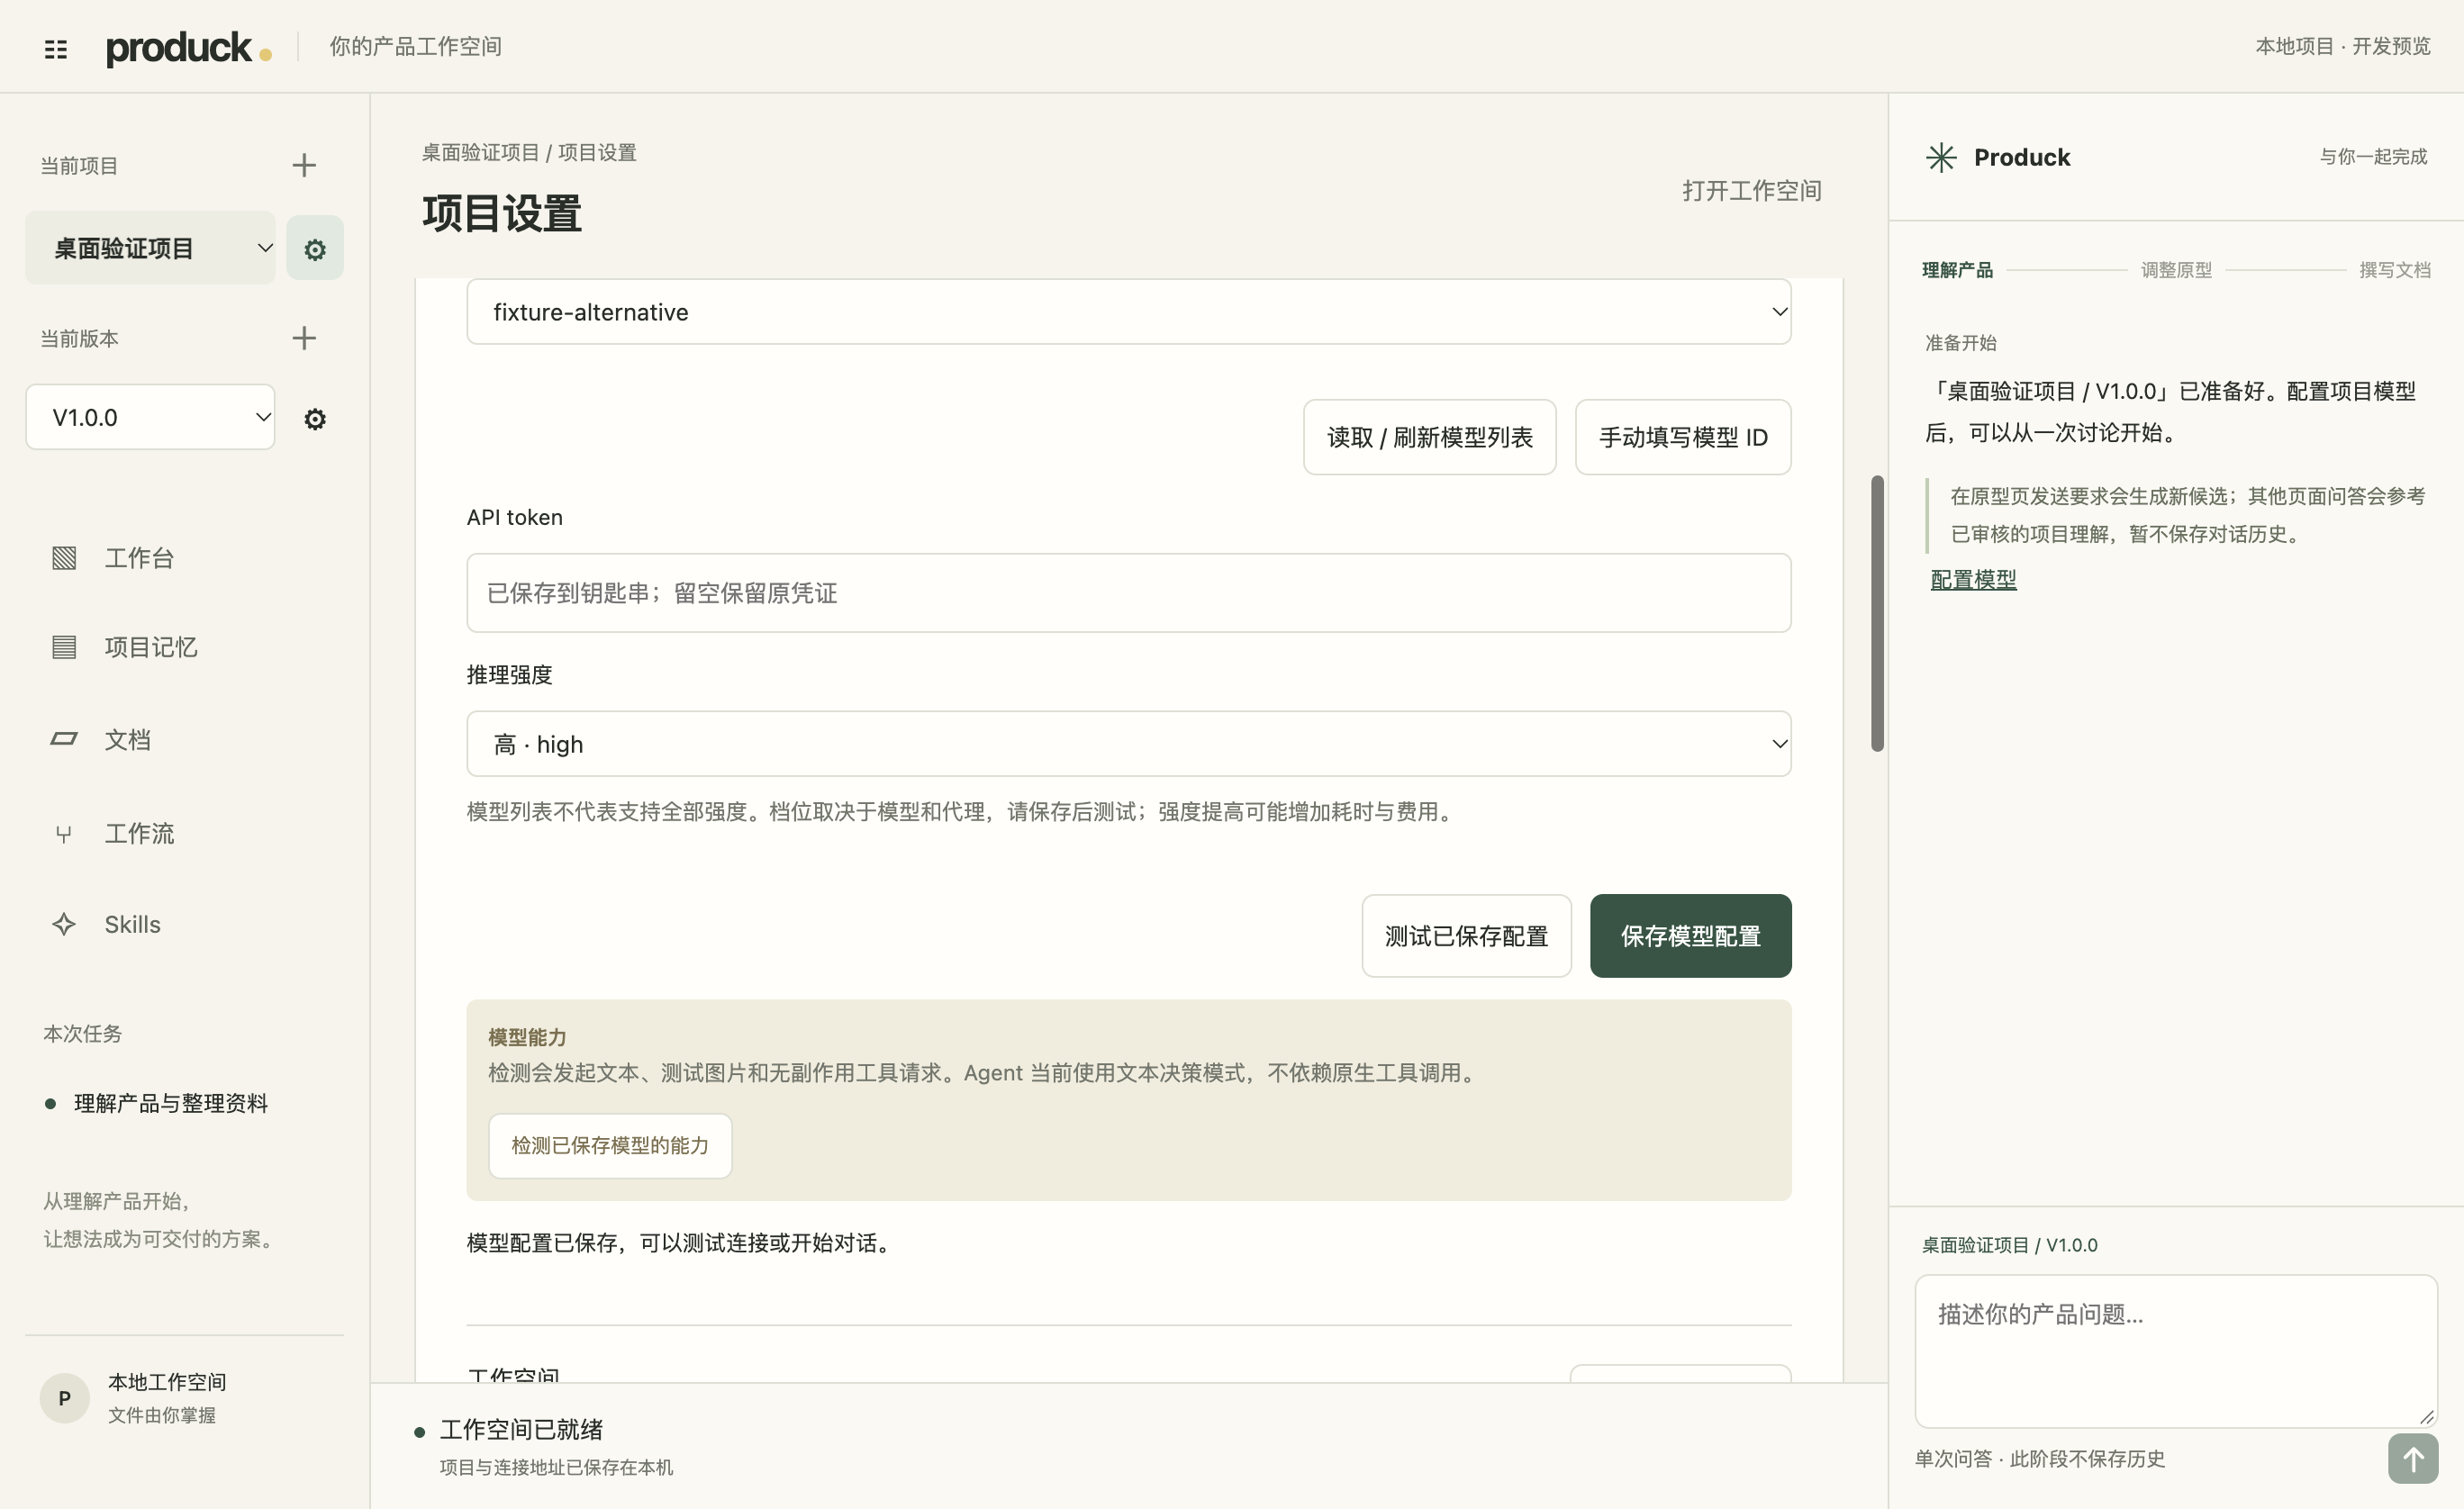 produck
你的产品工作空间
本地项目 · 开发预览
当前项目
桌面验证项目
当前版本
V1.0.0
工作台
项目记忆
文档
工作流
Skills
本次任务
理解产品与整理资料
从理解产品开始，
让想法成为可交付的方案。
P
本地工作空间
文件由你掌握
桌面验证项目 / 项目设置
项目设置
打开工作空间
fixture-alternative
读取 / 刷新模型列表
手动填写模型 ID
API token
已保存到钥匙串；留空保留原凭证
推理强度
高 · high
模型列表不代表支持全部强度。档位取决于模型和代理，请保存后测试；强度提高可能增加耗时与费用。
测试已保存配置
保存模型配置
模型能力
检测会发起文本、测试图片和无副作用工具请求。Agent 当前使用文本决策模式，不依赖原生工具调用。
检测已保存模型的能力
模型配置已保存，可以测试连接或开始对话。
工作空间
工作空间已就绪
项目与连接地址已保存在本机
Produck
与你一起完成
理解产品
调整原型
撰写文档
准备开始
「桌面验证项目 / V1.0.0」已准备好。配置项目模型
后，可以从一次讨论开始。
在原型页发送要求会生成新候选；其他页面问答会参考
已审核的项目理解，暂不保存对话历史。
配置模型
桌面验证项目 / V1.0.0
描述你的产品问题...
单次问答 · 此阶段不保存历史